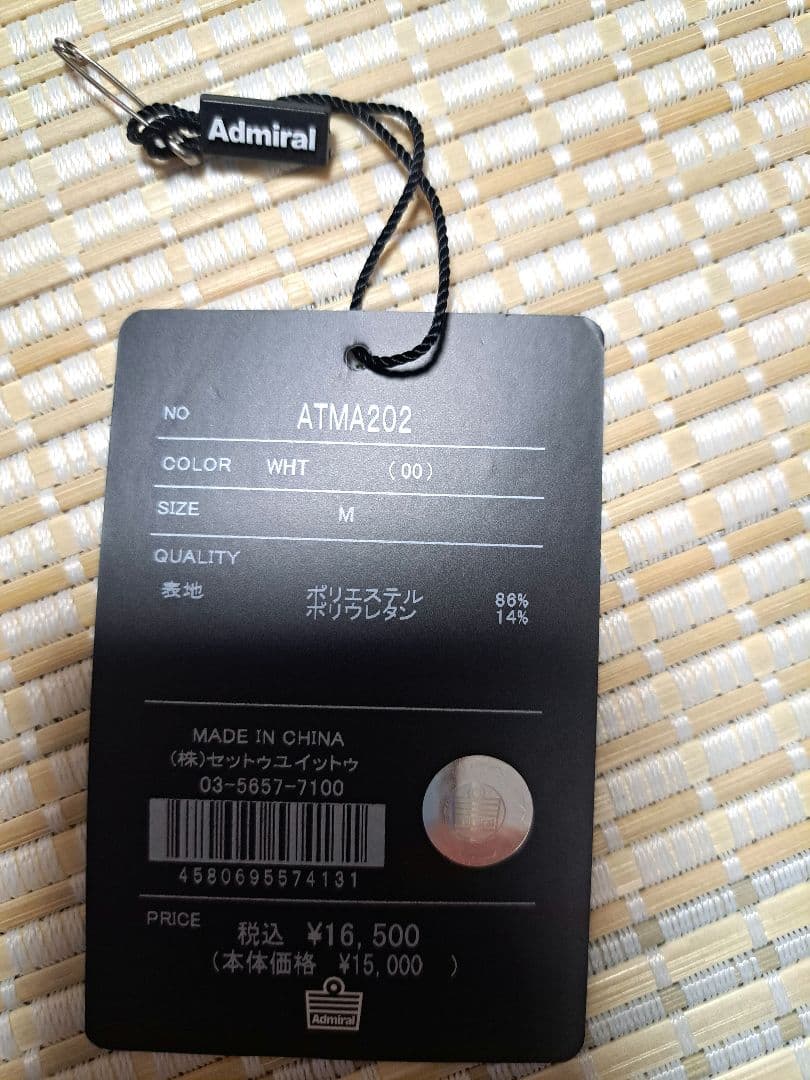 Admiral
NO ATMA202
COLOR WHT (00)
SIZE M
QUALITY
表地 ポリエステル 86%
ポリウレタン 14%
MADE IN CHINA
(株)セットゥユイットゥ
03-5657-7100
4580695574131
PRICE 税込 ¥16,500
(本体価格 ¥15,000 )
Admiral